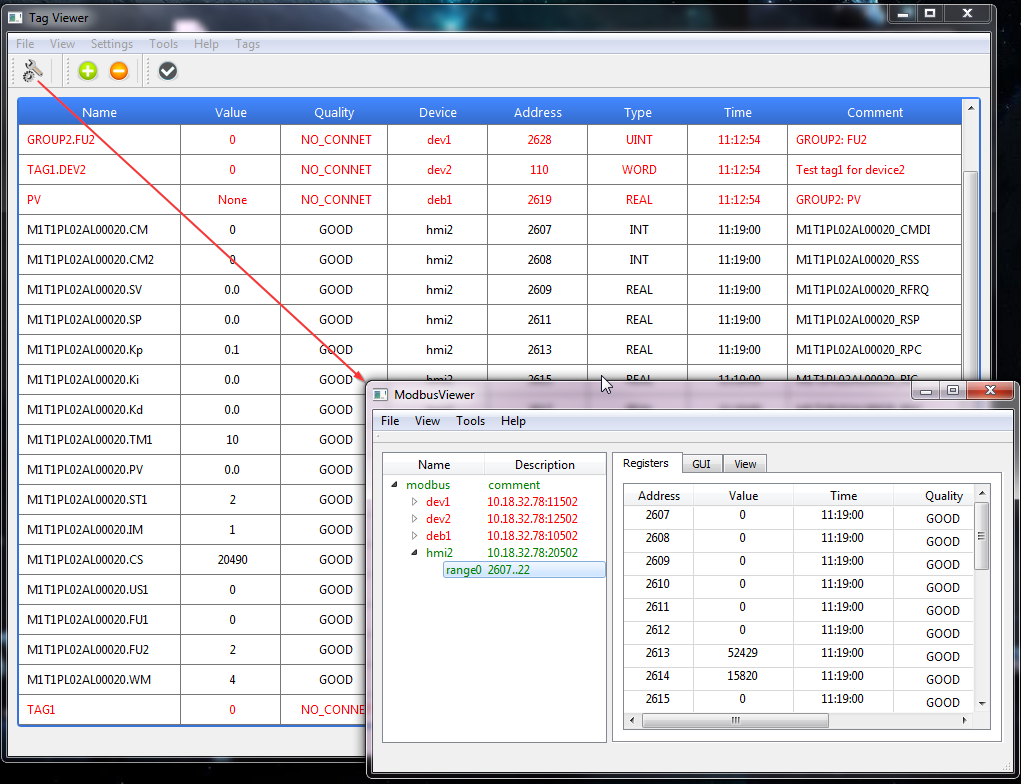 Tag Viewer
File View Settings Tools Help Tags
Name Value Quality Device Address Type Time Comment
GROUP2.FU2 0 NO_CONNET dev1 2628 UINT 11:12:54 GROUP2: FU2
TAG1.DEV2 0 NO_CONNET dev2 110 WORD 11:12:54 Test tag1 for device2
PV None NO_CONNET deb1 2619 REAL 11:12:54 GROUP2: PV
M1T1PL02AL00020.CM 0 GOOD hmi2 2607 INT 11:19:00 M1T1PL02AL00020_CMDI
M1T1PL02AL00020.CM2 0 GOOD hmi2 2608 INT 11:19:00 M1T1PL02AL00020_RSS
M1T1PL02AL00020.SV 0.0 GOOD hmi2 2609 REAL 11:19:00 M1T1PL02AL00020_RFRQ
M1T1PL02AL00020.SP 0.0 GOOD hmi2 2611 REAL 11:19:00 M1T1PL02AL00020_RSP
M1T1PL02AL00020.Kp 0.1 GOOD hmi2 2613 REAL 11:19:00 M1T1PL02AL00020_RPC
M1T1PL02AL00020.Ki 0.0 GOOD hmi2 2615 REAL 11:19:00 M1T1PL02AL00020_RIC
M1T1PL02AL00020.Kd 0.0 GOOD
M1T1PL02AL00020.TM1 10 GOOD
M1T1PL02AL00020.PV 0.0 GOOD
M1T1PL02AL00020.ST1 2 GOOD
M1T1PL02AL00020.IM 1 GOOD
M1T1PL02AL00020.CS 20490 GOOD
M1T1PL02AL00020.US1 0 GOOD
M1T1PL02AL00020.FU1 0 GOOD
M1T1PL02AL00020.FU2 2 GOOD
M1T1PL02AL00020.WM 4 GOOD
TAG1 0 NO_CONNE
ModbusViewer
File View Tools Help
Name Description
modbus comment
dev1 10.18.32.78:11502
dev2 10.18.32.78:12502
deb1 10.18.32.78:10502
hmi2 10.18.32.78:20502
range0 2607..22
Registers GUI View
Address Value Time Quality
2607 0 11:19:00 GOOD
2608 0 11:19:00 GOOD
2609 0 11:19:00 GOOD
2610 0 11:19:00 GOOD
2611 0 11:19:00 GOOD
2612 0 11:19:00 GOOD
2613 52429 11:19:00 GOOD
2614 15820 11:19:00 GOOD
2615 0 11:19:00 GOOD